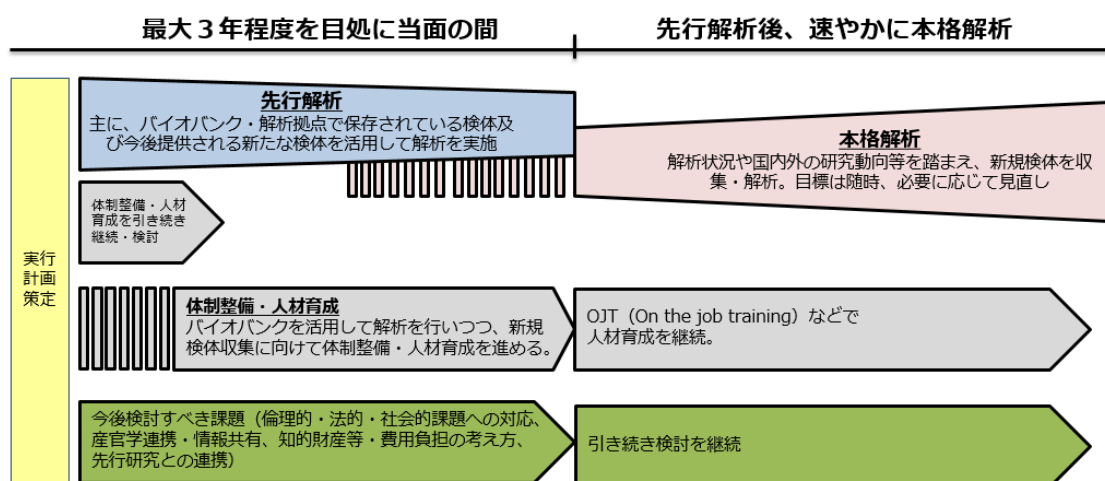 最大３年程度を目処に当面の間
先行解析後、速やかに本格解析
実行
計画
策定
先行解析
主に、バイオバンク・解析拠点で保存されている検体及
び今後提供される新たな検体を活用して解析を実施
本格解析
解析状況や国内外の研究動向等を踏まえ、新規検体を収
集・解析。目標は随時、必要に応じて見直し
体制整備・人材
育成を引き続き
継続・検討
体制整備・人材育成
バイオバンクを活用して解析を行いつつ、新規
検体収集に向けて体制整備・人材育成を進める。
OJT（On the job training）などで
人材育成を継続。
今後検討すべき課題（倫理的・法的・社会的課題への対応、
産官学連携・情報共有、知的財産等・費用負担の考え方、
先行研究との連携）
引き続き検討を継続